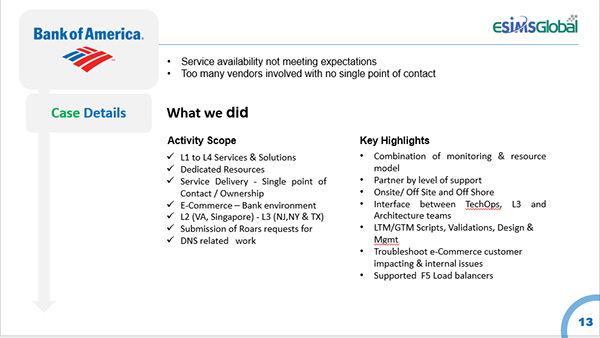 Bank of America
ESIMSGlobal
• Service availability not meeting expectations
• Too many vendors involved with no single point of contact
Case Details
What we did
Activity Scope
✓ L1 to L4 Services & Solutions
✓ Dedicated Resources
✓ Service Delivery - Single point of
Contact / Ownership
✓ E-Commerce – Bank environment
✓ L2 (VA, Singapore) - L3 (NJ,NY & TX)
✓ Submission of Roars requests for
✓ DNS related work
Key Highlights
• Combination of monitoring & resource
model
• Partner by level of support
• Onsite/ Off Site and Off Shore
• Interface between TechOps, L3 and
Architecture teams
• LTM/GTM Scripts, Validations, Design &
Mgmt
• Troubleshoot e-Commerce customer
impacting & internal issues
• Supported F5 Load balancers
13